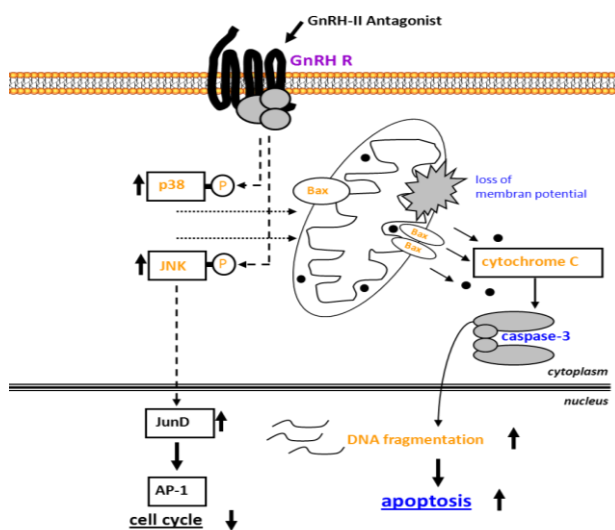 GnRH-II Antagonist
GnRH R
p38
P
Bax
loss of
membran potential
Bax
Bax
JNK
P
cytochrome C
caspase-3
cytoplasm
nucleus
JunD
DNA fragmentation
AP-1
apoptosis
cell cycle